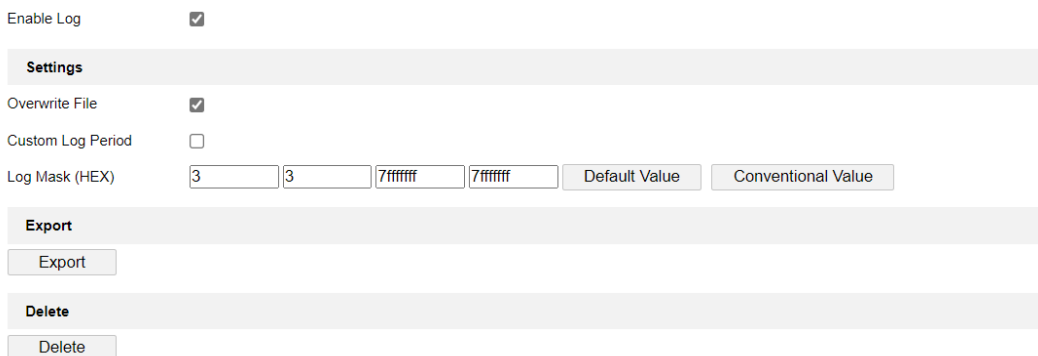 Enable Log
Settings
Overwrite File
Custom Log Period
Log Mask (HEX) 3 3 7fffffff 7fffffff Default Value Conventional Value
Export
Export
Delete
Delete